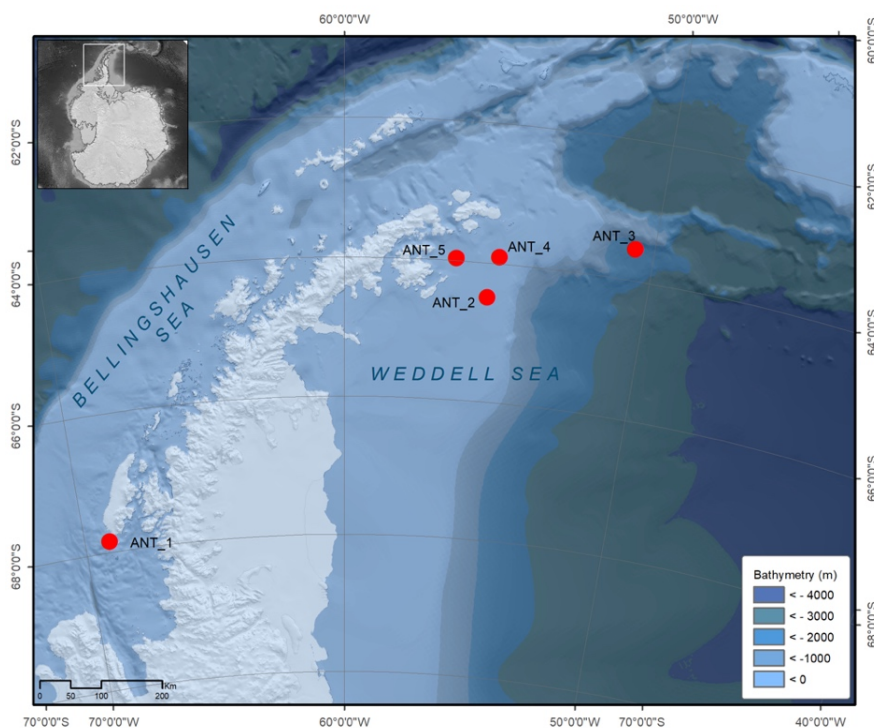 60°0'0"W
50°0'0"W
60°0'0"S
62°0'0"S
62°0'0"S
ANT_3
ANT_4
ANT_5
BELLINGSHAUSEN
SEA
64°0'0"S
ANT_2
64°0'0"S
WEDDELL SEA
66°0'0"S
66°0'0"S
ANT_1
68°0'0"S
68°0'0"S
Bathymetry (m)
< - 4000
< - 3000
< - 2000
< -1000
< 0
0 50 100 200
Km
70°0'0"S
70°0'0"W
60°0'0"W
50°0'0"W
70°0'0"S
40°0'0"W